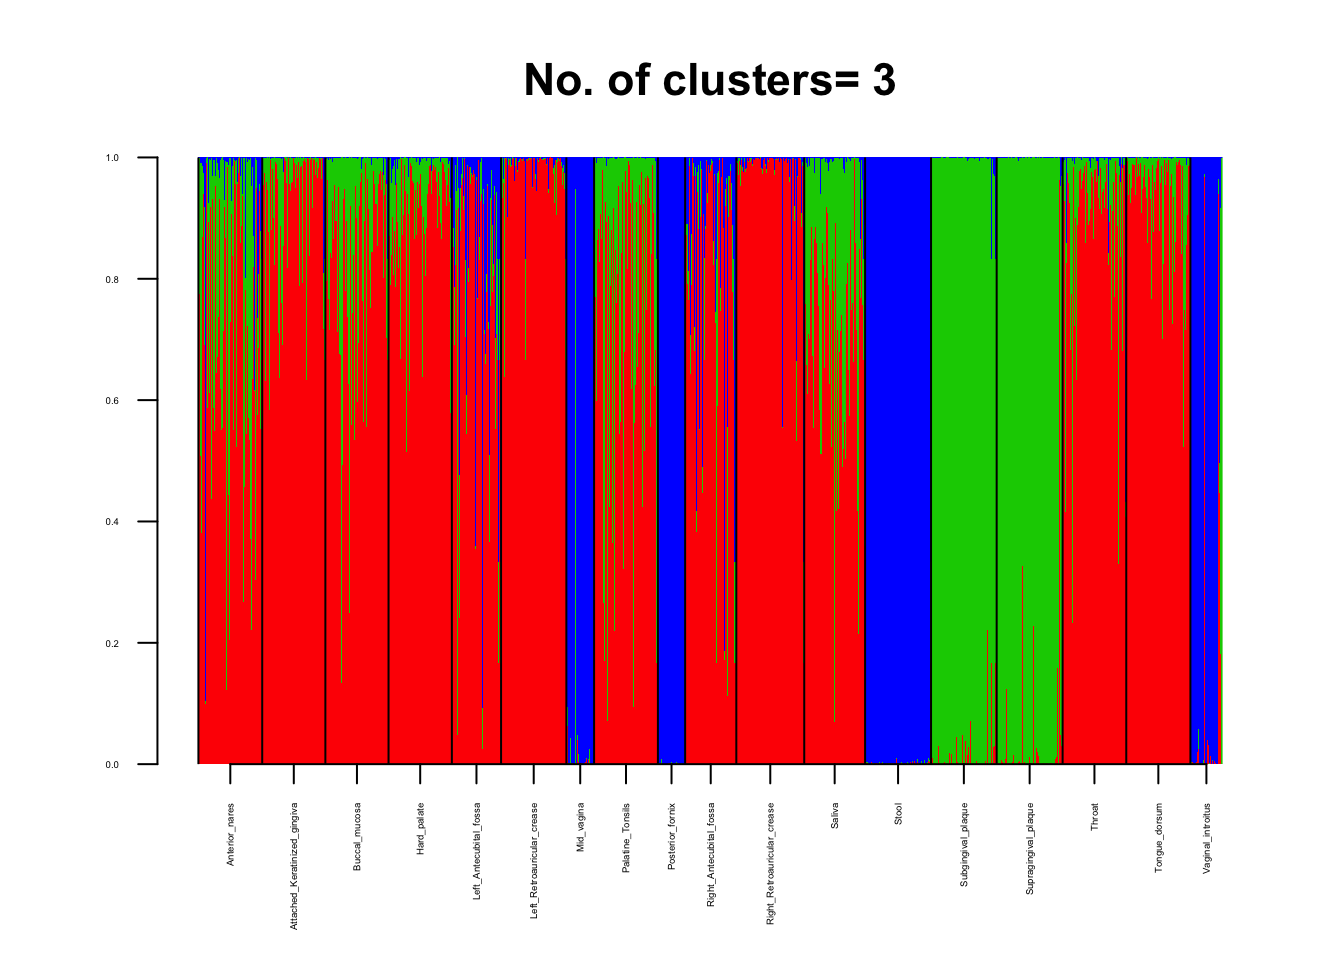 No. of clusters= 3
1.0
0.8
0.6
0.4
0.2
0.0
Anterior_nares
Attached_Keratinized_gingiva
Buccal_mucosa
Hard_palate
Left_Antecubital_fossa
Left_Retroauricular_crease
Mid_vagina
Palatine_Tonsils
Posterior_fornix
Right_Antecubital_fossa
Right_Retroauricular_crease
Saliva
Stool
Subgingival_plaque
Supragingival_plaque
Throat
Tongue_dorsum
Vaginal_introitus